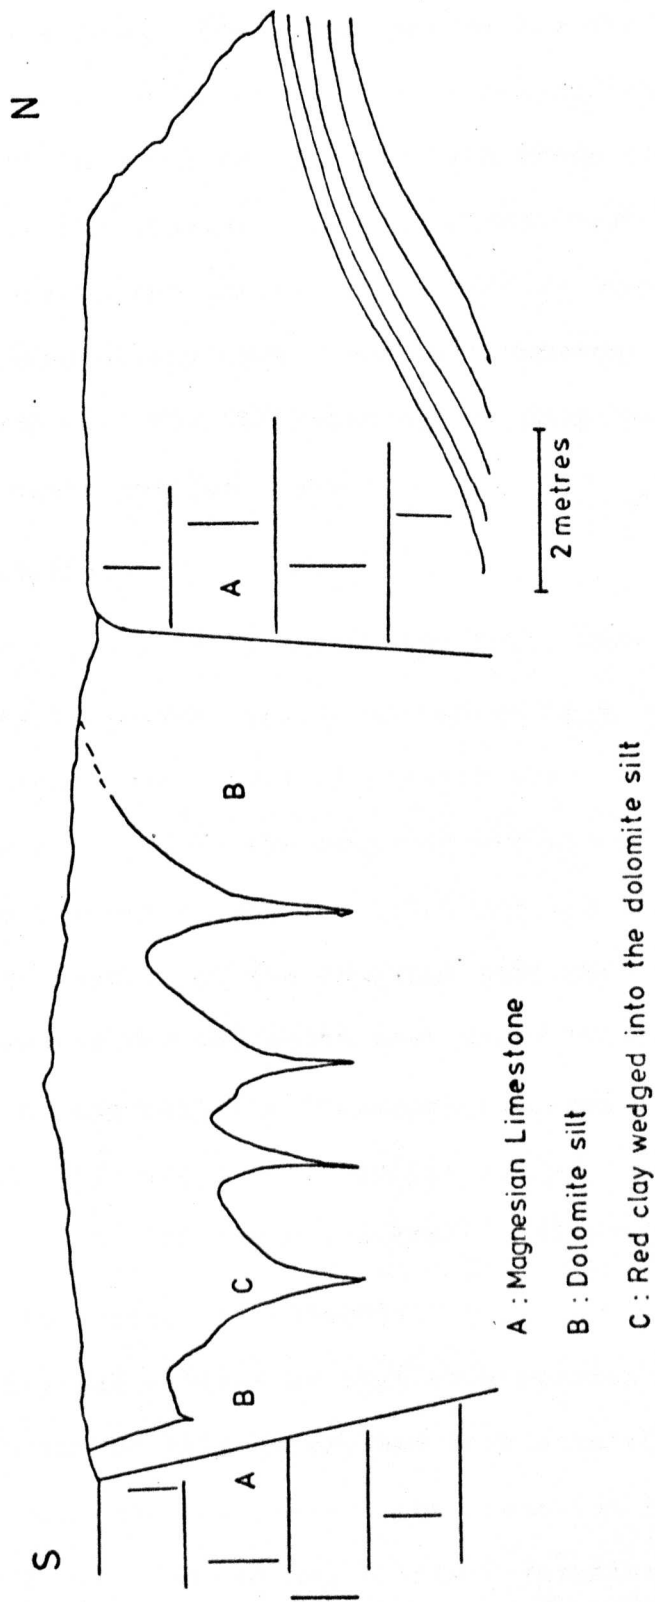 S
N
A
B
C
B
A
2 metres
A : Magnesian Limestone
B : Dolomite silt
C : Red clay wedged into the dolomite silt